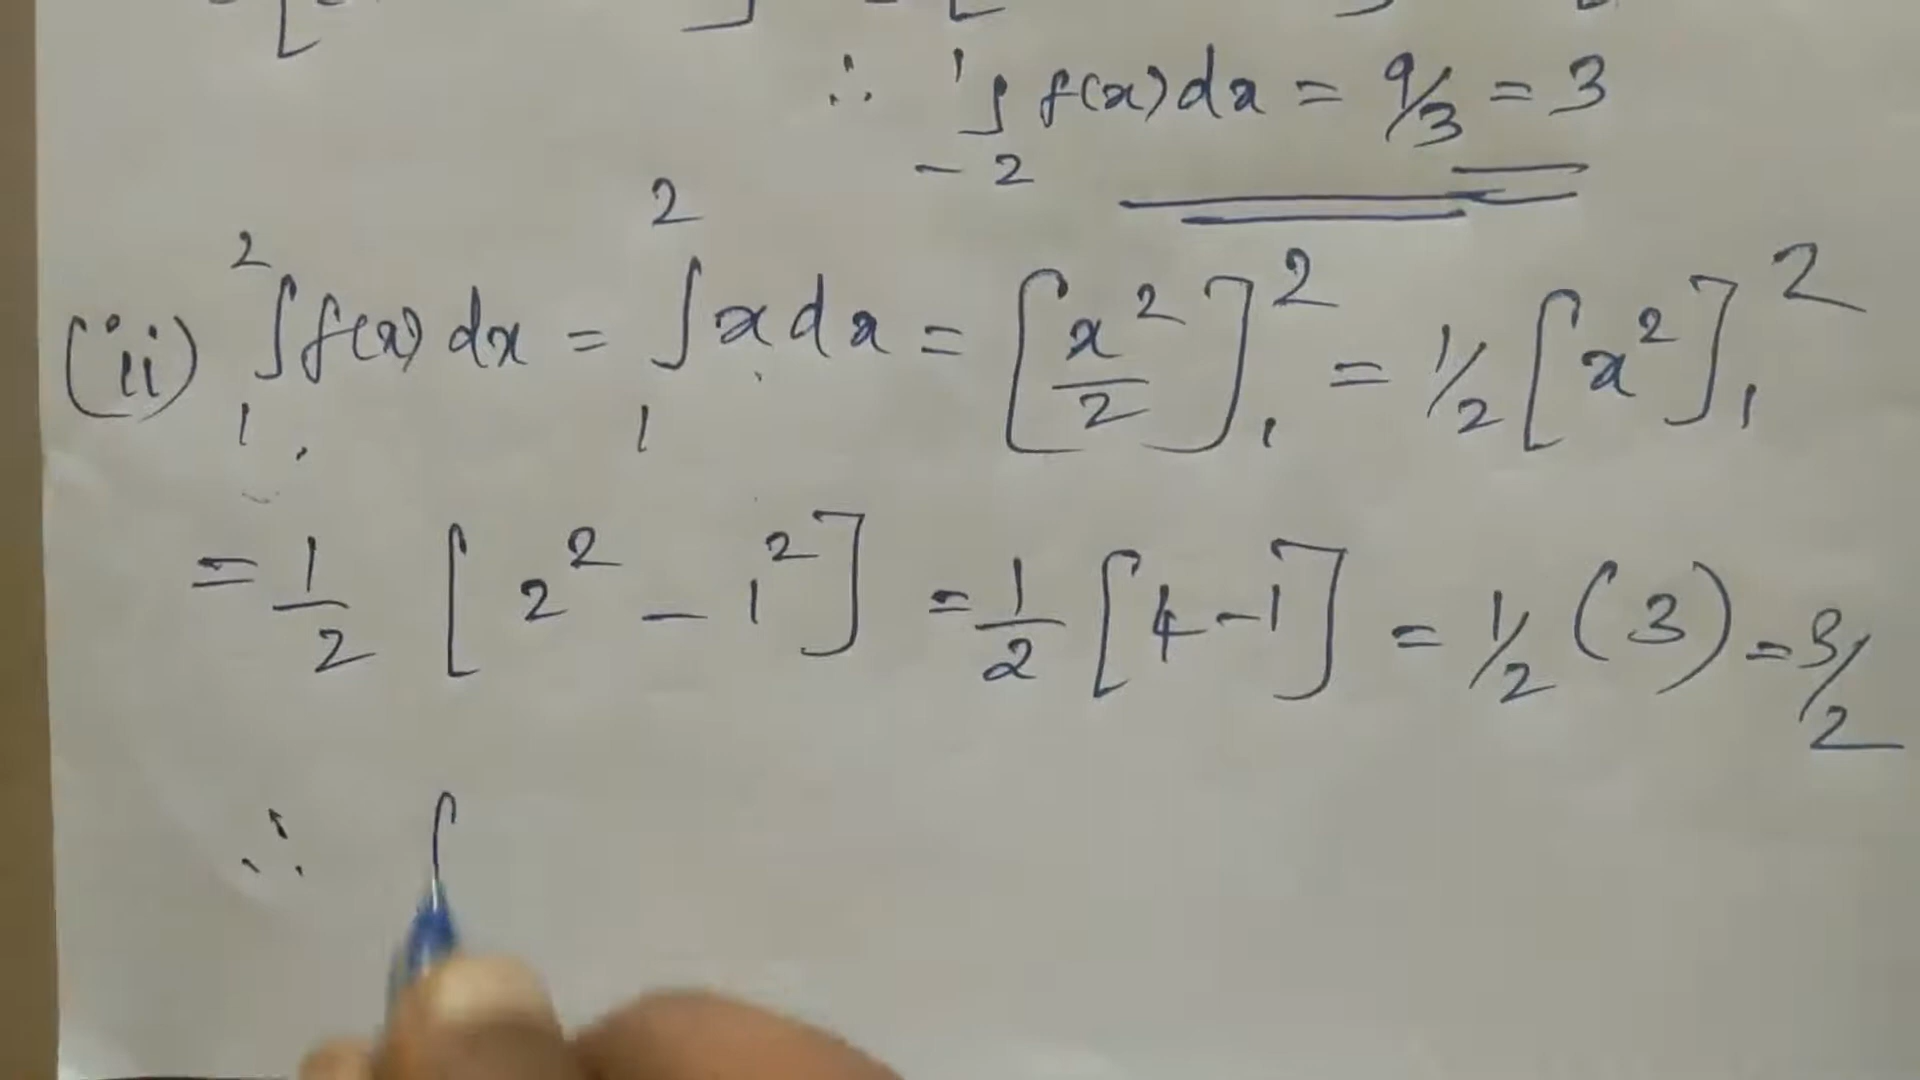 ∴ ∫₋₂¹ f(x) dx = 9/3 = 3
(ii) ∫₁² f(x) dx = ∫₁² x dx = [x²/2]₁² = 1/2 [x²]₁²
= 1/2 [2² − 1²] = 1/2 [4 − 1] = 1/2 (3) = 3/2
∴ ∫